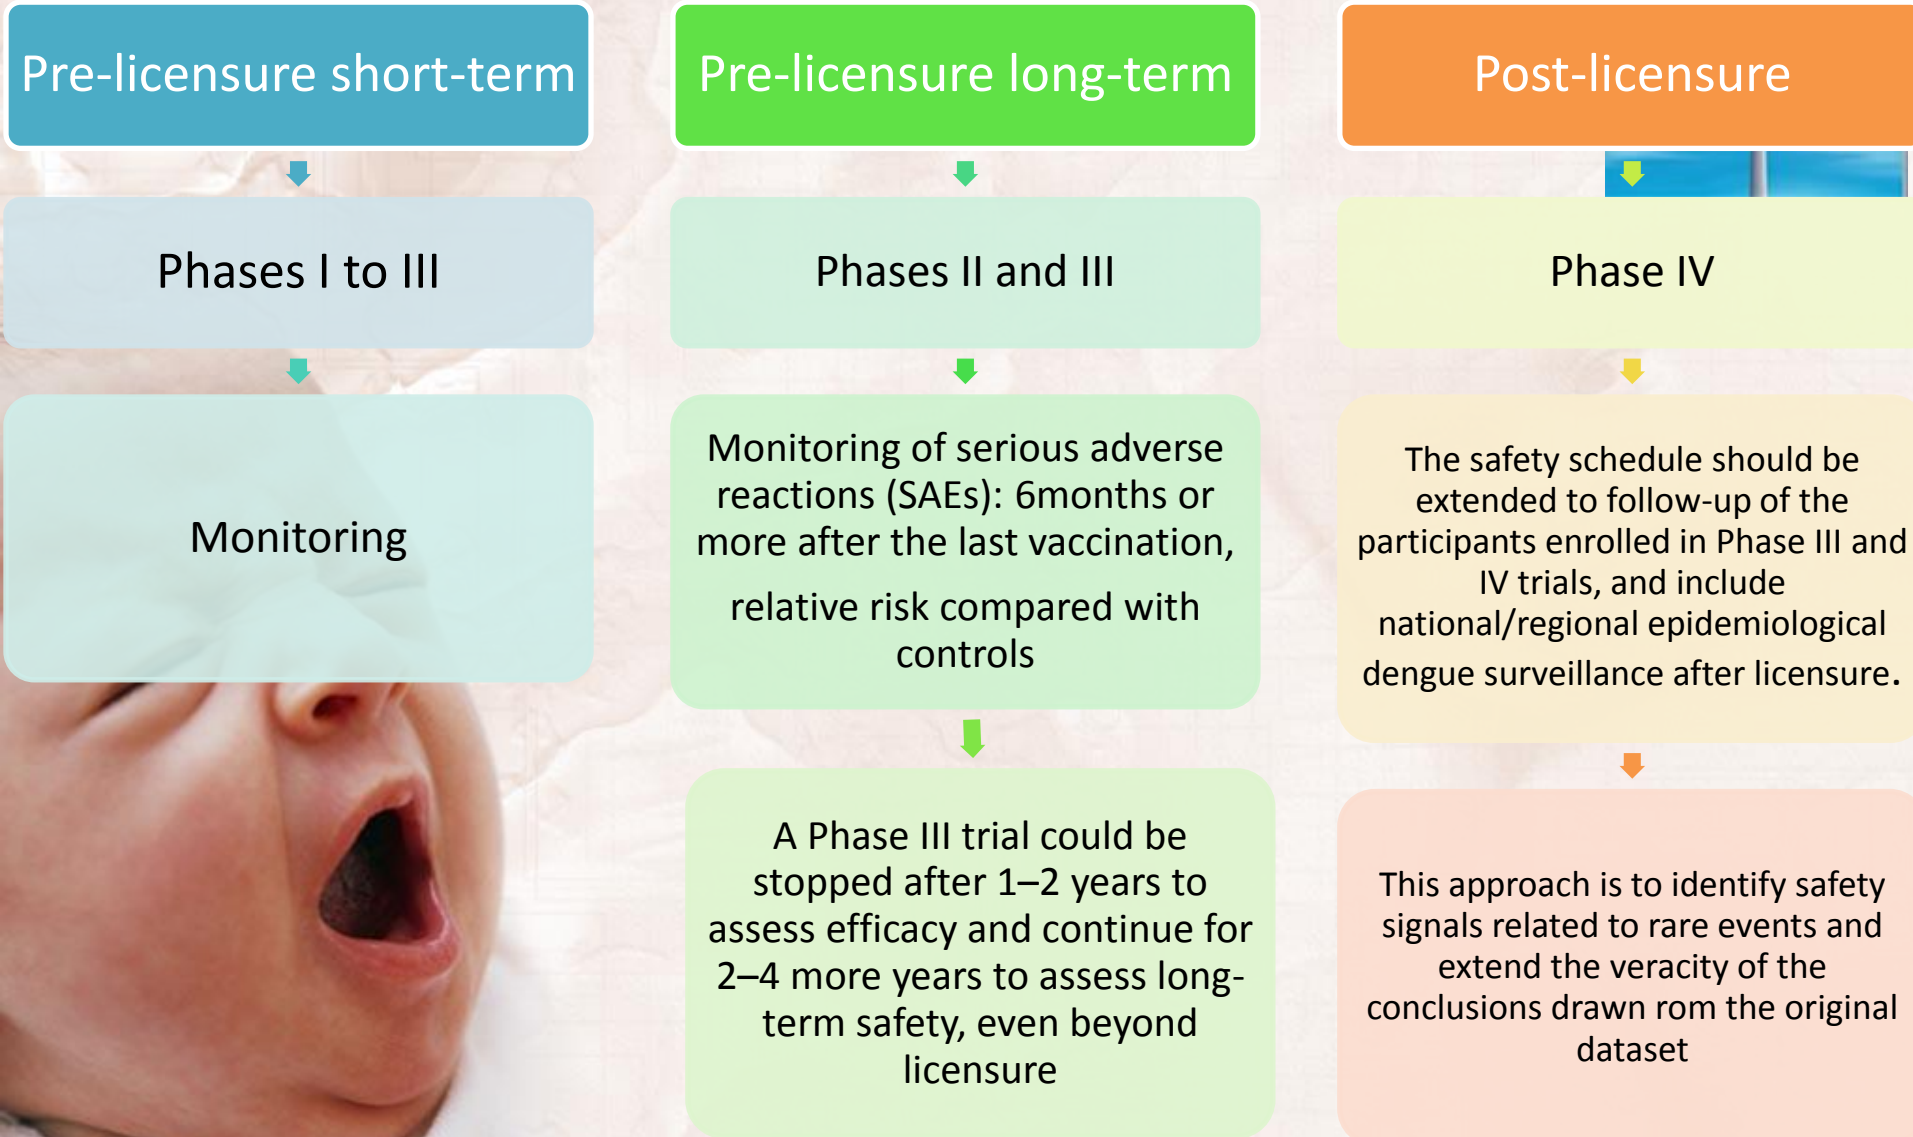 Pre-licensure short-term
Phases I to III
Monitoring
Pre-licensure long-term
Phases II and III
Monitoring of serious adverse
reactions (SAEs): 6months or
more after the last vaccination,
relative risk compared with
controls
A Phase III trial could be
stopped after 1–2 years to
assess efficacy and continue for
2–4 more years to assess long-
term safety, even beyond
licensure
Post-licensure
Phase IV
The safety schedule should be
extended to follow-up of the
participants enrolled in Phase III and
IV trials, and include
national/regional epidemiological
dengue surveillance after licensure.
This approach is to identify safety
signals related to rare events and
extend the veracity of the
conclusions drawn rom the original
dataset